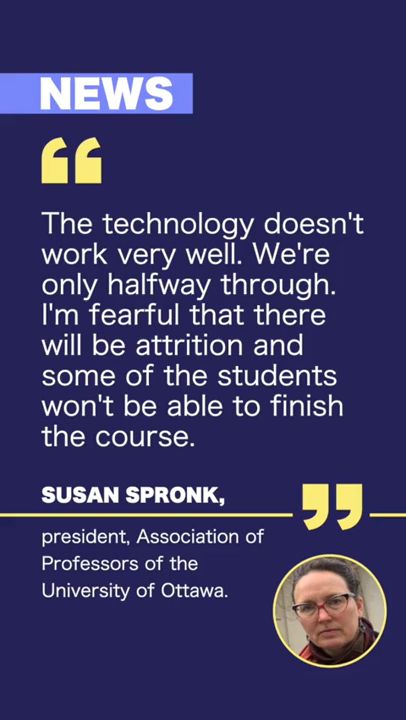 NEWS
The technology doesn't
work very well. We're
only halfway through.
I'm fearful that there
will be attrition and
some of the students
won't be able to finish
the course.
SUSAN SPRONK,
president, Association of
Professors of the
University of Ottawa.